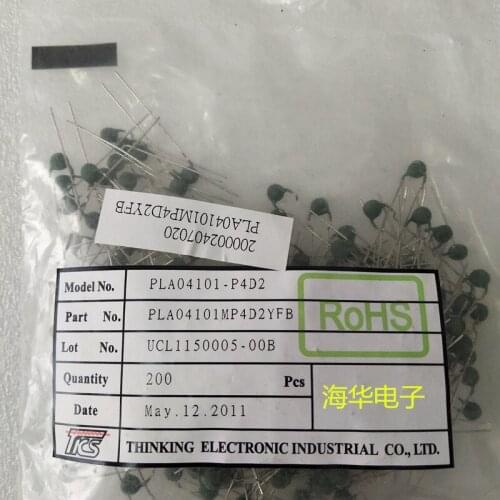 200002407020
PLA04101MP4D2YFB
Model No. PLA04101-P4D2
Part No. PLA04101MP4D2YFB
Lot No. UCL1150005-00B
Quantity 200 Pcs
Date May.12.2011
RoHS
海华电子
TKS THINKING ELECTRONIC INDUSTRIAL CO., LTD.